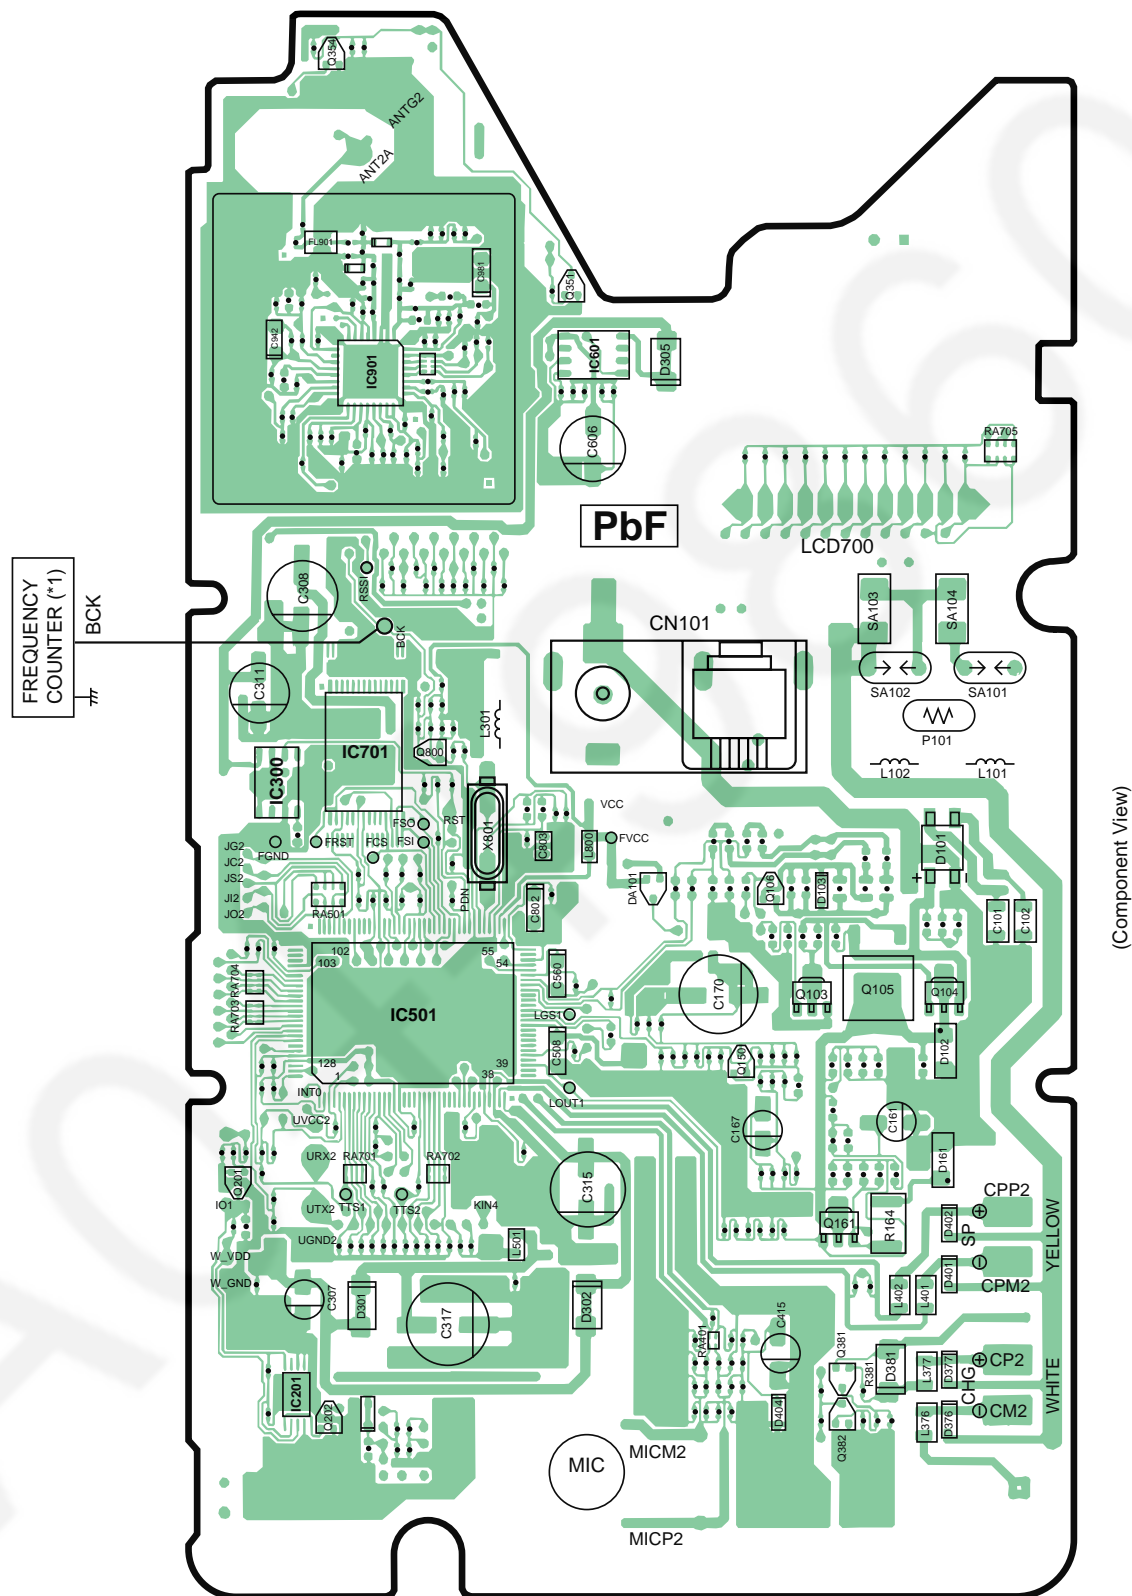 Q354
ANTG2
ANT2A
FL901
C981
Q351
C942
IC901
IC601
D305
C606
RA705
PbF
LCD700
FREQUENCY
COUNTER (*1)
BCK
C308
RSSI
BCK
CN101
SA103
SA104
SA102
SA101
P101
C311
L301
IC701
Q800
IC300
L102
L101
(Component View)
RST
X801
VCC
FSO
FSI
C803
L800
FVCC
D101
+
JG2
JC2
JS2
JI2
JO2
FGND
FRST
FCS
RA501
PDN
C802
DA101
Q106
D103
C101
C102
102
103
55
54
C560
C170
Q103
Q105
Q104
RA704
RA703
IC501
LGS1
C508
Q150
D102
128
1
39
38
INT0
LOUT1
UVCC2
C167
C161
URX2
RA701
RA702
Q201
IO1
UTX2
TTS1
TTS2
KIN4
C315
D161
CPP2
UGND2
L501
Q161
R164
D402
SP
YELLOW
W_VDD
W_GND
C307
D301
C317
D302
L402
L401
D401
CPM2
RA401
C415
Q381
R381
D381
L377
D377
CP2
CHG
WHITE
IC201
Q202
D404
Q382
L376
D376
CM2
MICM2
MIC
MICP2